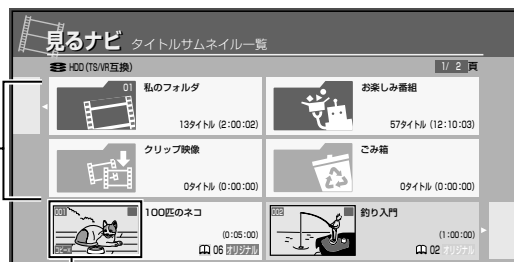 見るナビ タイトルサムネイル一覧
HDD (TS/VR互換) 1/ 2 頁
01 私のフォルダ
13タイトル (2:00:02)
お楽しみ番組
57タイトル (12:10:03)
クリップ映像
0タイトル (0:00:00)
ごみ箱
0タイトル (0:00:00)
001 100匹のネコ
(0:05:00)
コピー× 06 オリジナル
002 釣り入門
(1:00:00)
02 オリジナル